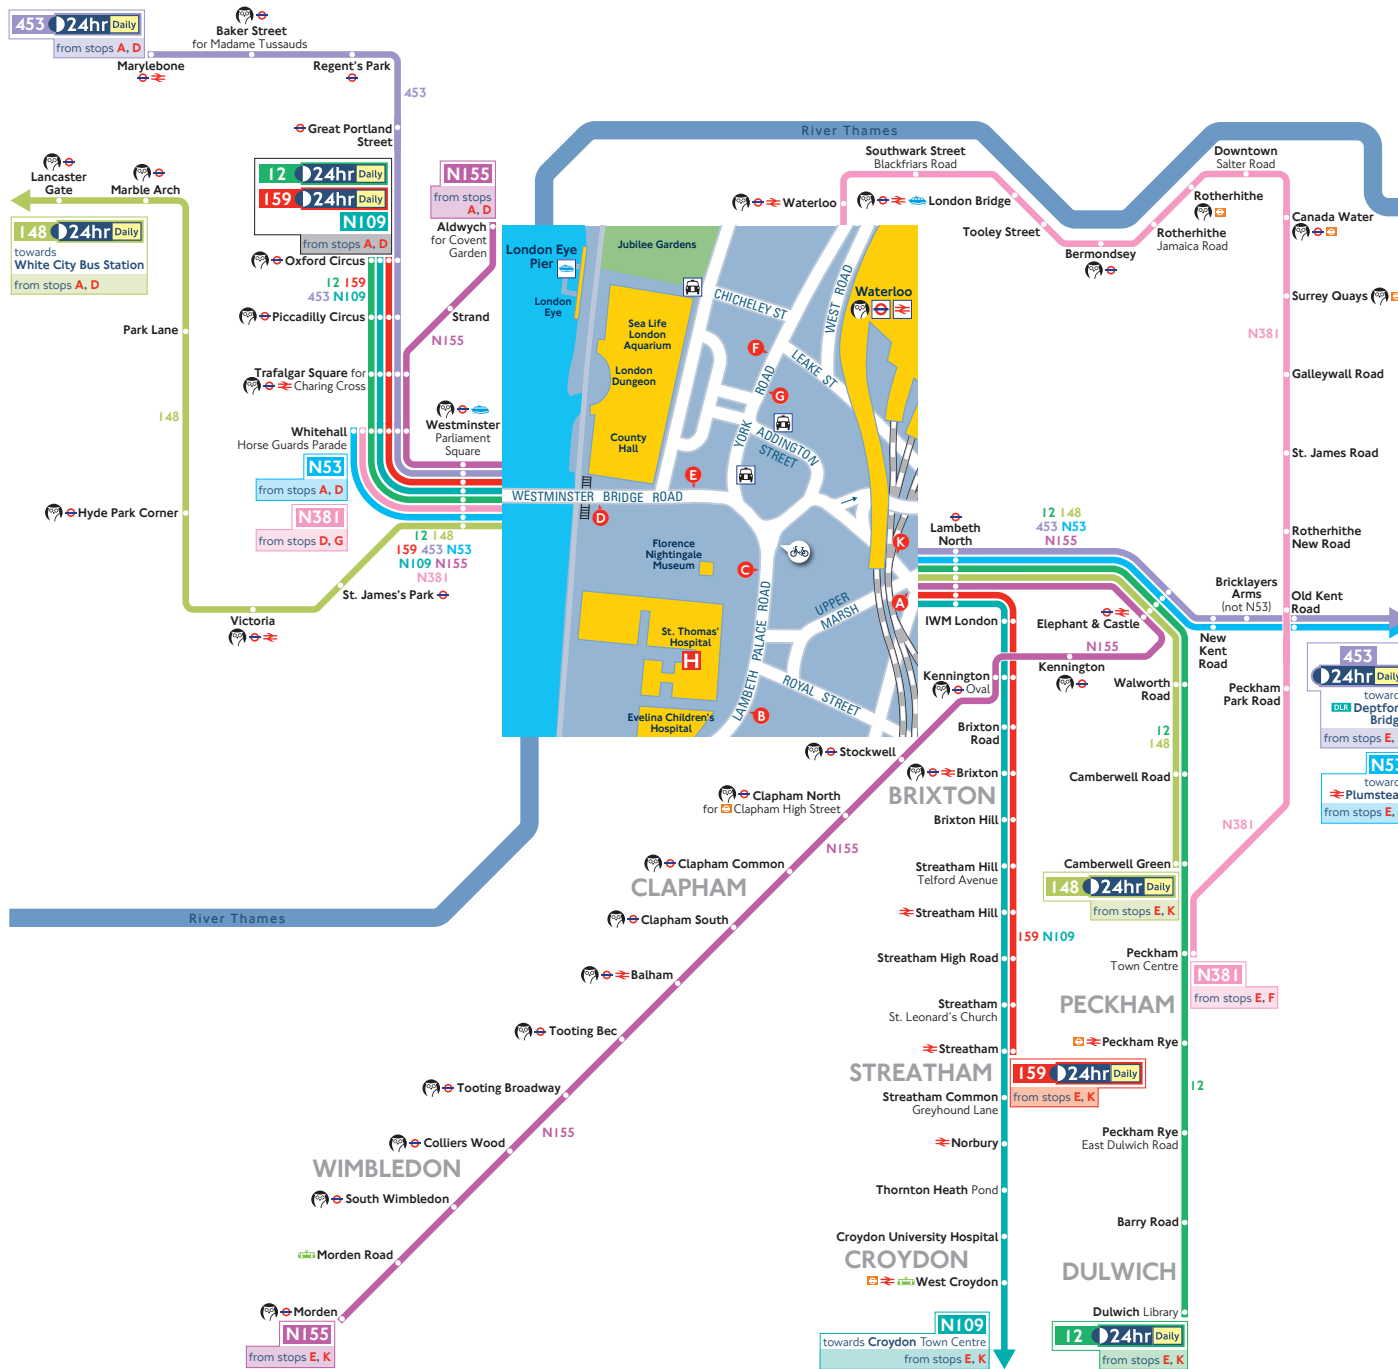 453 24hr Daily
from stops A, D
Marylebone
Baker Street
for Madame Tussauds
Regent's Park
453
Great Portland
Street
Lancaster
Gate
Marble Arch
148 24hr Daily
towards
White City Bus Station
from stops A, D
12 24hr Daily
159 24hr Daily
N109
from stops A, D
Oxford Circus
12 159
453 N109
Piccadilly Circus
N155
from stops
A, D
Aldwych
for Covent
Garden
Strand
N155
Park Lane
148
Trafalgar Square for
Charing Cross
Whitehall
Horse Guards Parade
Westminster
Parliament
Square
N53
from stops A, D
N381
from stops D, G
Hyde Park Corner
12 148
159 453 N53
N109 N155
N381
St. James's Park
Victoria
River Thames
Southwark Street
Blackfriars Road
Downtown
Salter Road
Waterloo
London Bridge
Tooley Street
Bermondsey
Rotherhithe
Rotherhithe
Jamaica Road
Canada Water
Surrey Quays
N381
Galleywall Road
St. James Road
Rotherhithe
New Road
Old Kent
Road
Peckham
Park Road
London Eye
Pier
London
Eye
Jubilee Gardens
Sea Life
London
Aquarium
London
Dungeon
County
Hall
CHICHELEY ST
WEST ROAD
Waterloo
F
LEAKE ST
G
YORK ROAD
ADDINGTON
STREET
E
WESTMINSTER BRIDGE ROAD
D
Florence
Nightingale
Museum
C
K
A
UPPER
MARSH
St. Thomas'
Hospital
H
LAMBETH PALACE ROAD
ROYAL STREET
B
Evelina Children's
Hospital
Lambeth
North
12 148
453 N53
N155
Bricklayers
Arms
(not N53)
Elephant & Castle
New
Kent
Road
IWM London
N155
Kennington
Kennington
Oval
Walworth
Road
453
24hr Daily
Deptfor
DLR
from stops E,
N53
Plumstea
from stops E,
12
148
Brixton
Road
Stockwell
Brixton
BRIXTON
Camberwell Road
Clapham North
for Clapham High Street
Brixton Hill
N381
N155
Clapham Common
CLAPHAM
Streatham Hill
Telford Avenue
Camberwell Green
148 24hr Daily
from stops E, K
River Thames
Clapham South
Streatham Hill
159 N109
Balham
Streatham High Road
Peckham
Town Centre
N381
from stops E, F
PECKHAM
Tooting Bec
Streatham
St. Leonard's Church
Peckham Rye
Streatham
STREATHAM
159 24hr Daily
from stops E, K
12
Tooting Broadway
Streatham Common
Greyhound Lane
N155
Colliers Wood
WIMBLEDON
Norbury
Peckham Rye
East Dulwich Road
South Wimbledon
Thornton Heath Pond
Barry Road
Morden Road
Croydon University Hospital
CROYDON
West Croydon
DULWICH
Morden
N155
from stops E, K
N109
towards Croydon Town Centre
from stops E, K
Dulwich Library
12 24hr Daily
from stops E, K